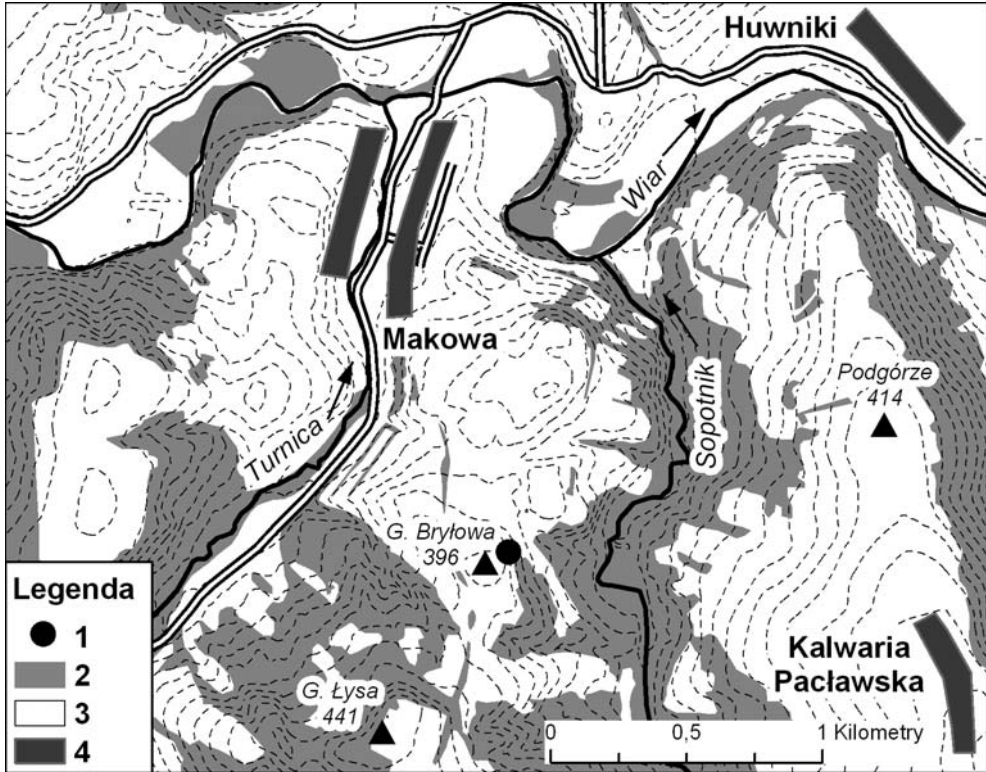 Huwniki
Wiar
Makowa
Podgórze
414
Turnica
Sopotnik
G. Bryłowa
396
Legenda
1
2
3
4
Kalwaria
Pacławska
G. Łysa
441
0 0,5 1 Kilometry